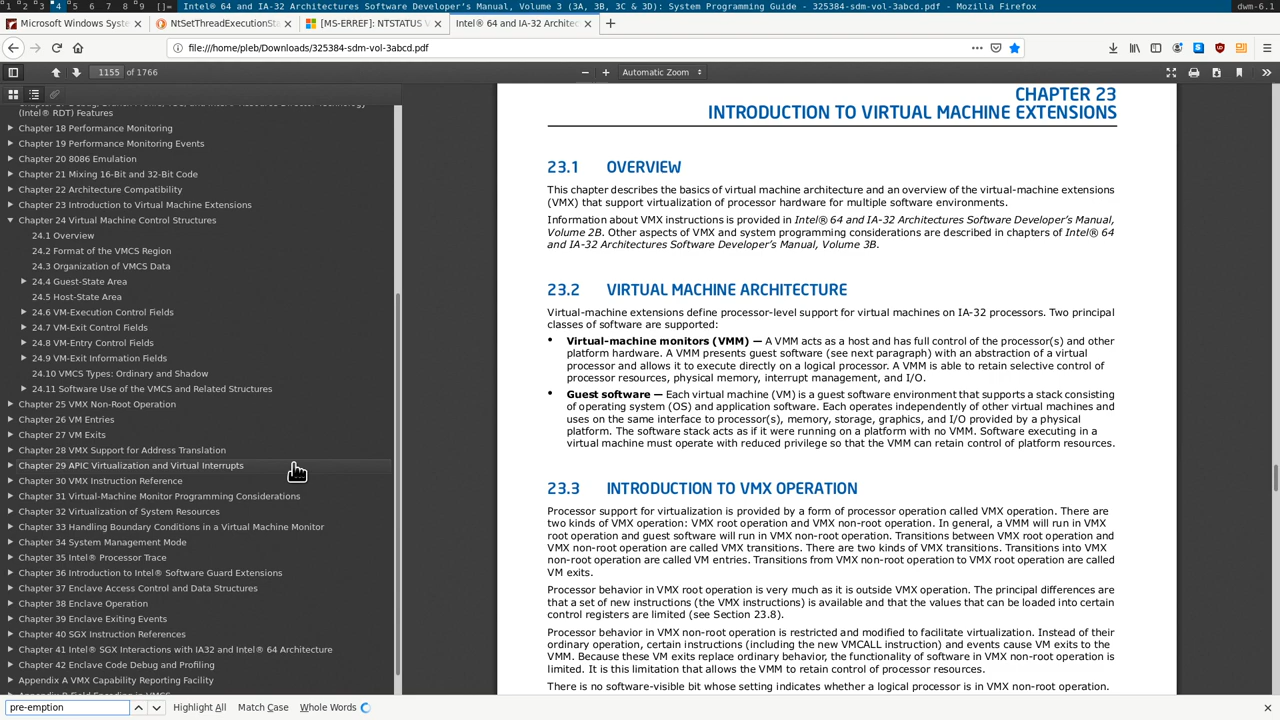 1 2 3 4 5 6 7 8 9 []= Intel® 64 and IA-32 Architectures Software Developer's Manual, Volume 3 (3A, 3B, 3C & 3D): System Programming Guide - 325384-sdm-vol-3abcd.pdf - Mozilla Firefox dwm-6.1
Microsoft Windows Sys NtSetThreadExecutionSt [MS-ERREF]: NTSTATUS V Intel® 64 and IA-32 Architec
file:///home/pleb/Downloads/325384-sdm-vol-3abcd.pdf
1155 of 1766 Automatic Zoom
(Intel® RDT) Features
Chapter 18 Performance Monitoring
Chapter 19 Performance Monitoring Events
Chapter 20 8086 Emulation
Chapter 21 Mixing 16-Bit and 32-Bit Code
Chapter 22 Architecture Compatibility
Chapter 23 Introduction to Virtual Machine Extensions
Chapter 24 Virtual Machine Control Structures
24.1 Overview
24.2 Format of the VMCS Region
24.3 Organization of VMCS Data
24.4 Guest-State Area
24.5 Host-State Area
24.6 VM-Execution Control Fields
24.7 VM-Exit Control Fields
24.8 VM-Entry Control Fields
24.9 VM-Exit Information Fields
24.10 VMCS Types: Ordinary and Shadow
24.11 Software Use of the VMCS and Related Structures
Chapter 25 VMX Non-Root Operation
Chapter 26 VM Entries
Chapter 27 VM Exits
Chapter 28 VMX Support for Address Translation
Chapter 29 APIC Virtualization and Virtual Interrupts
Chapter 30 VMX Instruction Reference
Chapter 31 Virtual-Machine Monitor Programming Considerations
Chapter 32 Virtualization of System Resources
Chapter 33 Handling Boundary Conditions in a Virtual Machine Monitor
Chapter 34 System Management Mode
Chapter 35 Intel® Processor Trace
Chapter 36 Introduction to Intel® Software Guard Extensions
Chapter 37 Enclave Access Control and Data Structures
Chapter 38 Enclave Operation
Chapter 39 Enclave Exiting Events
Chapter 40 SGX Instruction References
Chapter 41 Intel® SGX Interactions with IA32 and Intel® 64 Architecture
Chapter 42 Enclave Code Debug and Profiling
Appendix A VMX Capability Reporting Facility
CHAPTER 23
INTRODUCTION TO VIRTUAL MACHINE EXTENSIONS
23.1 OVERVIEW
This chapter describes the basics of virtual machine architecture and an overview of the virtual-machine extensions
(VMX) that support virtualization of processor hardware for multiple software environments.
Information about VMX instructions is provided in Intel® 64 and IA-32 Architectures Software Developer's Manual,
Volume 2B. Other aspects of VMX and system programming considerations are described in chapters of Intel® 64
and IA-32 Architectures Software Developer's Manual, Volume 3B.
23.2 VIRTUAL MACHINE ARCHITECTURE
Virtual-machine extensions define processor-level support for virtual machines on IA-32 processors. Two principal
classes of software are supported:
• Virtual-machine monitors (VMM) — A VMM acts as a host and has full control of the processor(s) and other
platform hardware. A VMM presents guest software (see next paragraph) with an abstraction of a virtual
processor and allows it to execute directly on a logical processor. A VMM is able to retain selective control of
processor resources, physical memory, interrupt management, and I/O.
• Guest software — Each virtual machine (VM) is a guest software environment that supports a stack consisting
of operating system (OS) and application software. Each operates independently of other virtual machines and
uses on the same interface to processor(s), memory, storage, graphics, and I/O provided by a physical
platform. The software stack acts as if it were running on a platform with no VMM. Software executing in a
virtual machine must operate with reduced privilege so that the VMM can retain control of platform resources.
23.3 INTRODUCTION TO VMX OPERATION
Processor support for virtualization is provided by a form of processor operation called VMX operation. There are
two kinds of VMX operation: VMX root operation and VMX non-root operation. In general, a VMM will run in VMX
root operation and guest software will run in VMX non-root operation. Transitions between VMX root operation and
VMX non-root operation are called VMX transitions. There are two kinds of VMX transitions. Transitions into VMX
non-root operation are called VM entries. Transitions from VMX non-root operation to VMX root operation are called
VM exits.
Processor behavior in VMX root operation is very much as it is outside VMX operation. The principal differences are
that a set of new instructions (the VMX instructions) is available and that the values that can be loaded into certain
control registers are limited (see Section 23.8).
Processor behavior in VMX non-root operation is restricted and modified to facilitate virtualization. Instead of their
ordinary operation, certain instructions (including the new VMCALL instruction) and events cause VM exits to the
VMM. Because these VM exits replace ordinary behavior, the functionality of software in VMX non-root operation is
limited. It is this limitation that allows the VMM to retain control of processor resources.
There is no software-visible bit whose setting indicates whether a logical processor is in VMX non-root operation.
pre-emption Highlight All Match Case Whole Words